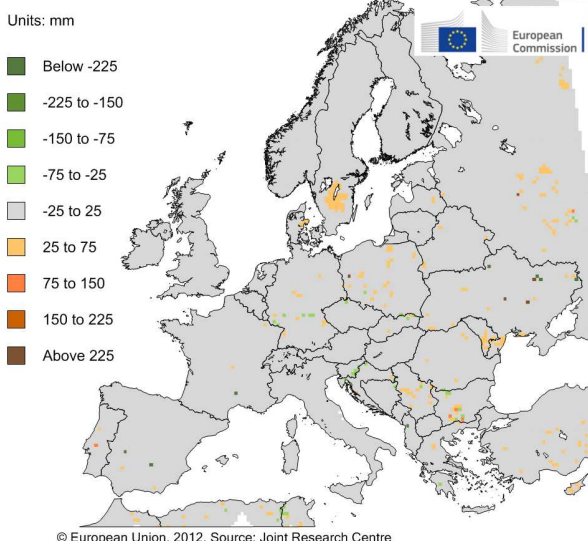 Units: mm
European
Commission
Below -225
-225 to -150
-150 to -75
-75 to -25
-25 to 25
25 to 75
75 to 150
150 to 225
Above 225
© European Union, 2012. Source: Joint Research Centre